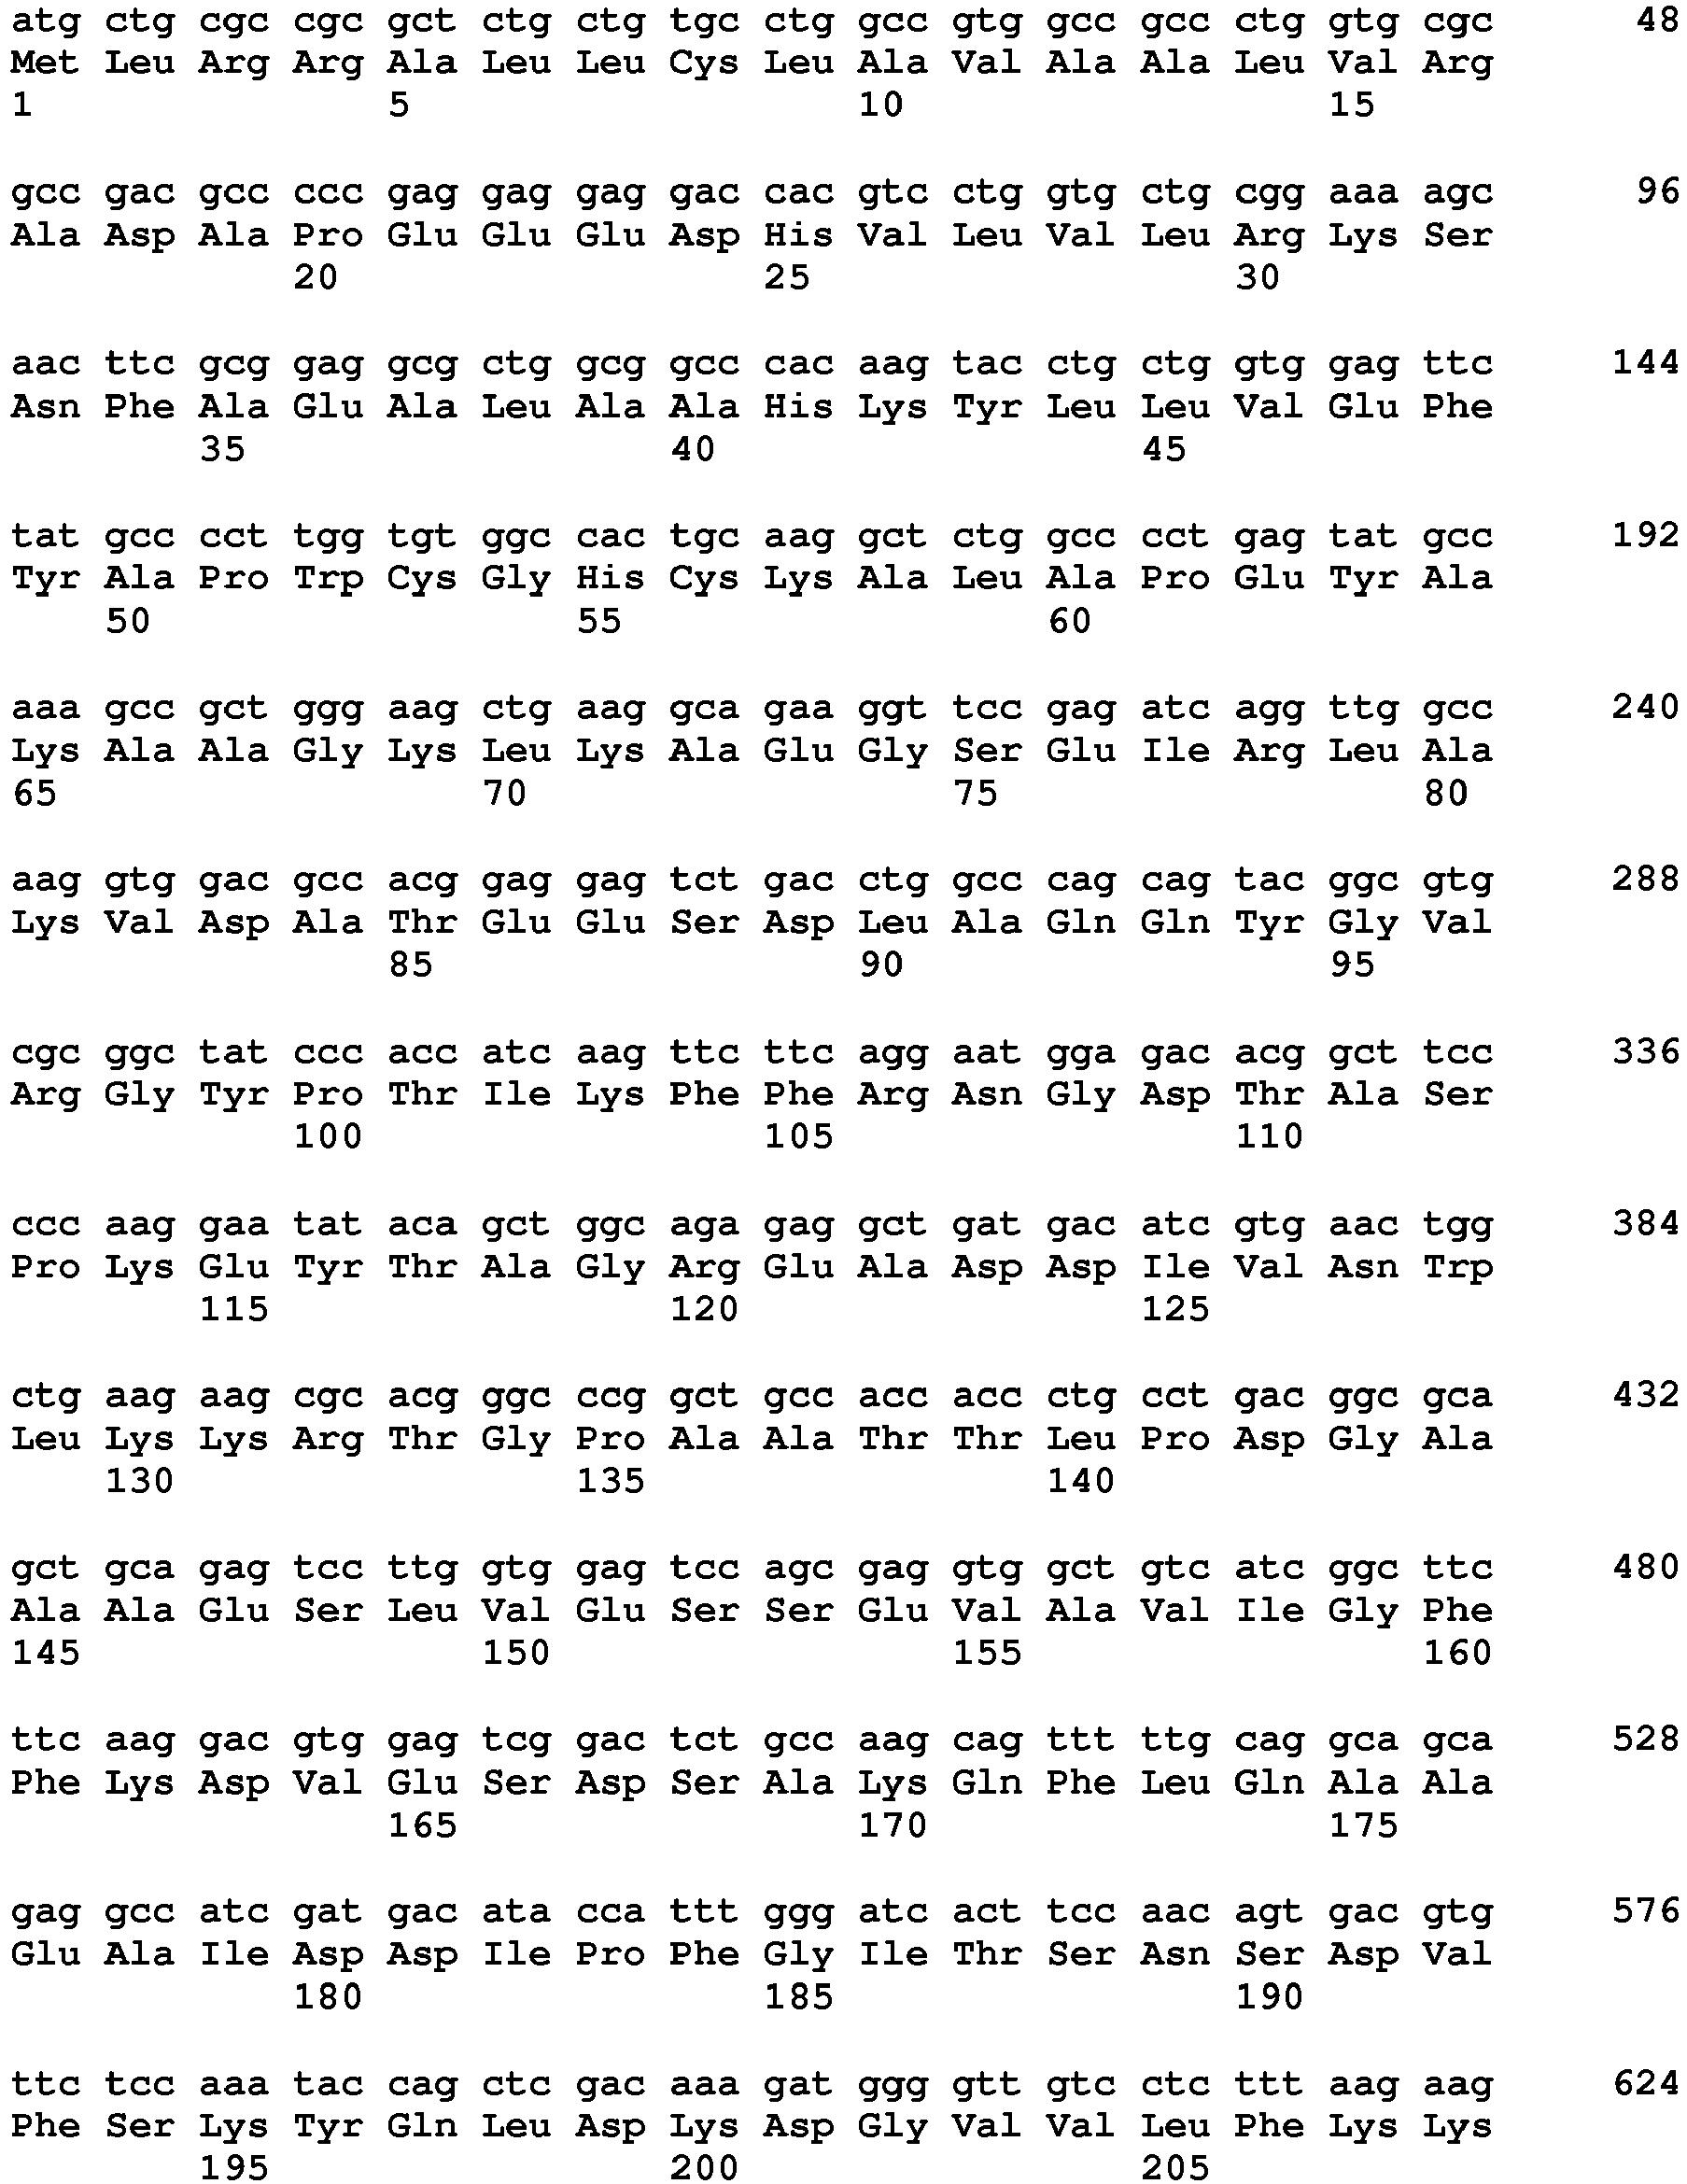 atg ctg cgc cgc gct ctg ctg tgc ctg gcc gtg gcc gcc ctg gtg cgc 48
Met Leu Arg Arg Ala Leu Leu Cys Leu Ala Val Ala Ala Leu Val Arg
1 5 10 15
gcc gac gcc ccc gag gag gag gac cac gtc ctg gtg ctg cgg aaa agc 96
Ala Asp Ala Pro Glu Glu Glu Asp His Val Leu Val Leu Arg Lys Ser
20 25 30
aac ttc gcg gag gcg ctg gcg gcc cac aag tac ctg ctg gtg gag ttc 144
Asn Phe Ala Glu Ala Leu Ala Ala His Lys Tyr Leu Leu Val Glu Phe
35 40 45
tat gcc cct tgg tgt ggc cac tgc aag gct ctg gcc cct gag tat gcc 192
Tyr Ala Pro Trp Cys Gly His Cys Lys Ala Leu Ala Pro Glu Tyr Ala
50 55 60
aaa gcc gct ggg aag ctg aag gca gaa ggt tcc gag atc agg ttg gcc 240
Lys Ala Ala Gly Lys Leu Lys Ala Glu Gly Ser Glu Ile Arg Leu Ala
65 70 75 80
aag gtg gac gcc acg gag gag tct gac ctg gcc cag cag tac ggc gtg 288
Lys Val Asp Ala Thr Glu Glu Ser Asp Leu Ala Gln Gln Tyr Gly Val
85 90 95
cgc ggc tat ccc acc atc aag ttc ttc agg aat gga gac acg gct tcc 336
Arg Gly Tyr Pro Thr Ile Lys Phe Phe Arg Asn Gly Asp Thr Ala Ser
100 105 110
ccc aag gaa tat aca gct ggc aga gag gct gat gac atc gtg aac tgg 384
Pro Lys Glu Tyr Thr Ala Gly Arg Glu Ala Asp Asp Ile Val Asn Trp
115 120 125
ctg aag aag cgc acg ggc ccg gct gcc acc acc ctg cct gac ggc gca 432
Leu Lys Lys Arg Thr Gly Pro Ala Ala Thr Thr Leu Pro Asp Gly Ala
130 135 140
gct gca gag tcc ttg gtg gag tcc agc gag gtg gct gtc atc ggc ttc 480
Ala Ala Glu Ser Leu Val Glu Ser Ser Glu Val Ala Val Ile Gly Phe
145 150 155 160
ttc aag gac gtg gag tcg gac tct gcc aag cag ttt ttg cag gca gca 528
Phe Lys Asp Val Glu Ser Asp Ser Ala Lys Gln Phe Leu Gln Ala Ala
165 170 175
gag gcc atc gat gac ata cca ttt ggg atc act tcc aac agt gac gtg 576
Glu Ala Ile Asp Asp Ile Pro Phe Gly Ile Thr Ser Asn Ser Asp Val
180 185 190
ttc tcc aaa tac cag ctc gac aaa gat ggg gtt gtc ctc ttt aag aag 624
Phe Ser Lys Tyr Gln Leu Asp Lys Asp Gly Val Val Leu Phe Lys Lys
195 200 205